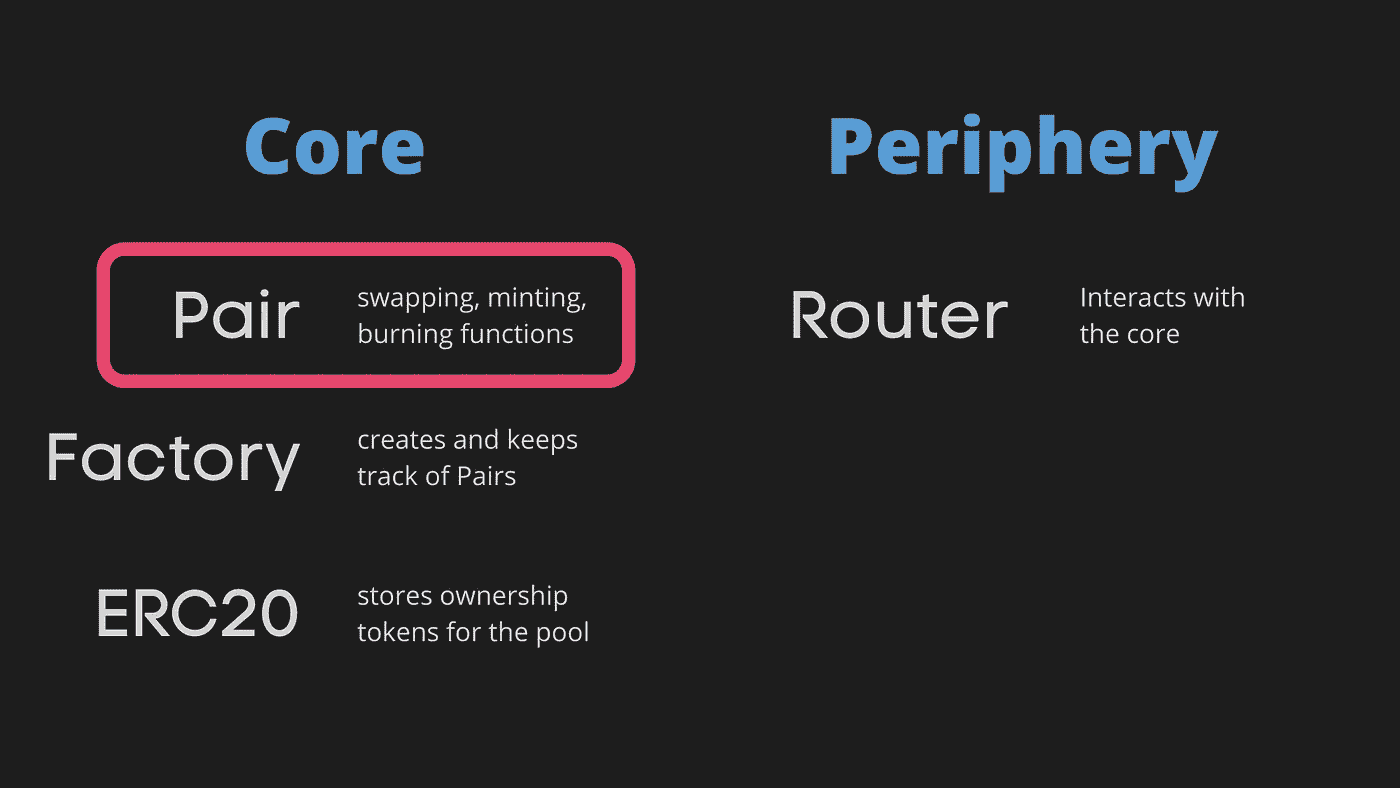 Core
Pair
swapping, minting,
burning functions
Factory
creates and keeps
track of Pairs
ERC20
stores ownership
tokens for the pool
Periphery
Router
Interacts with
the core